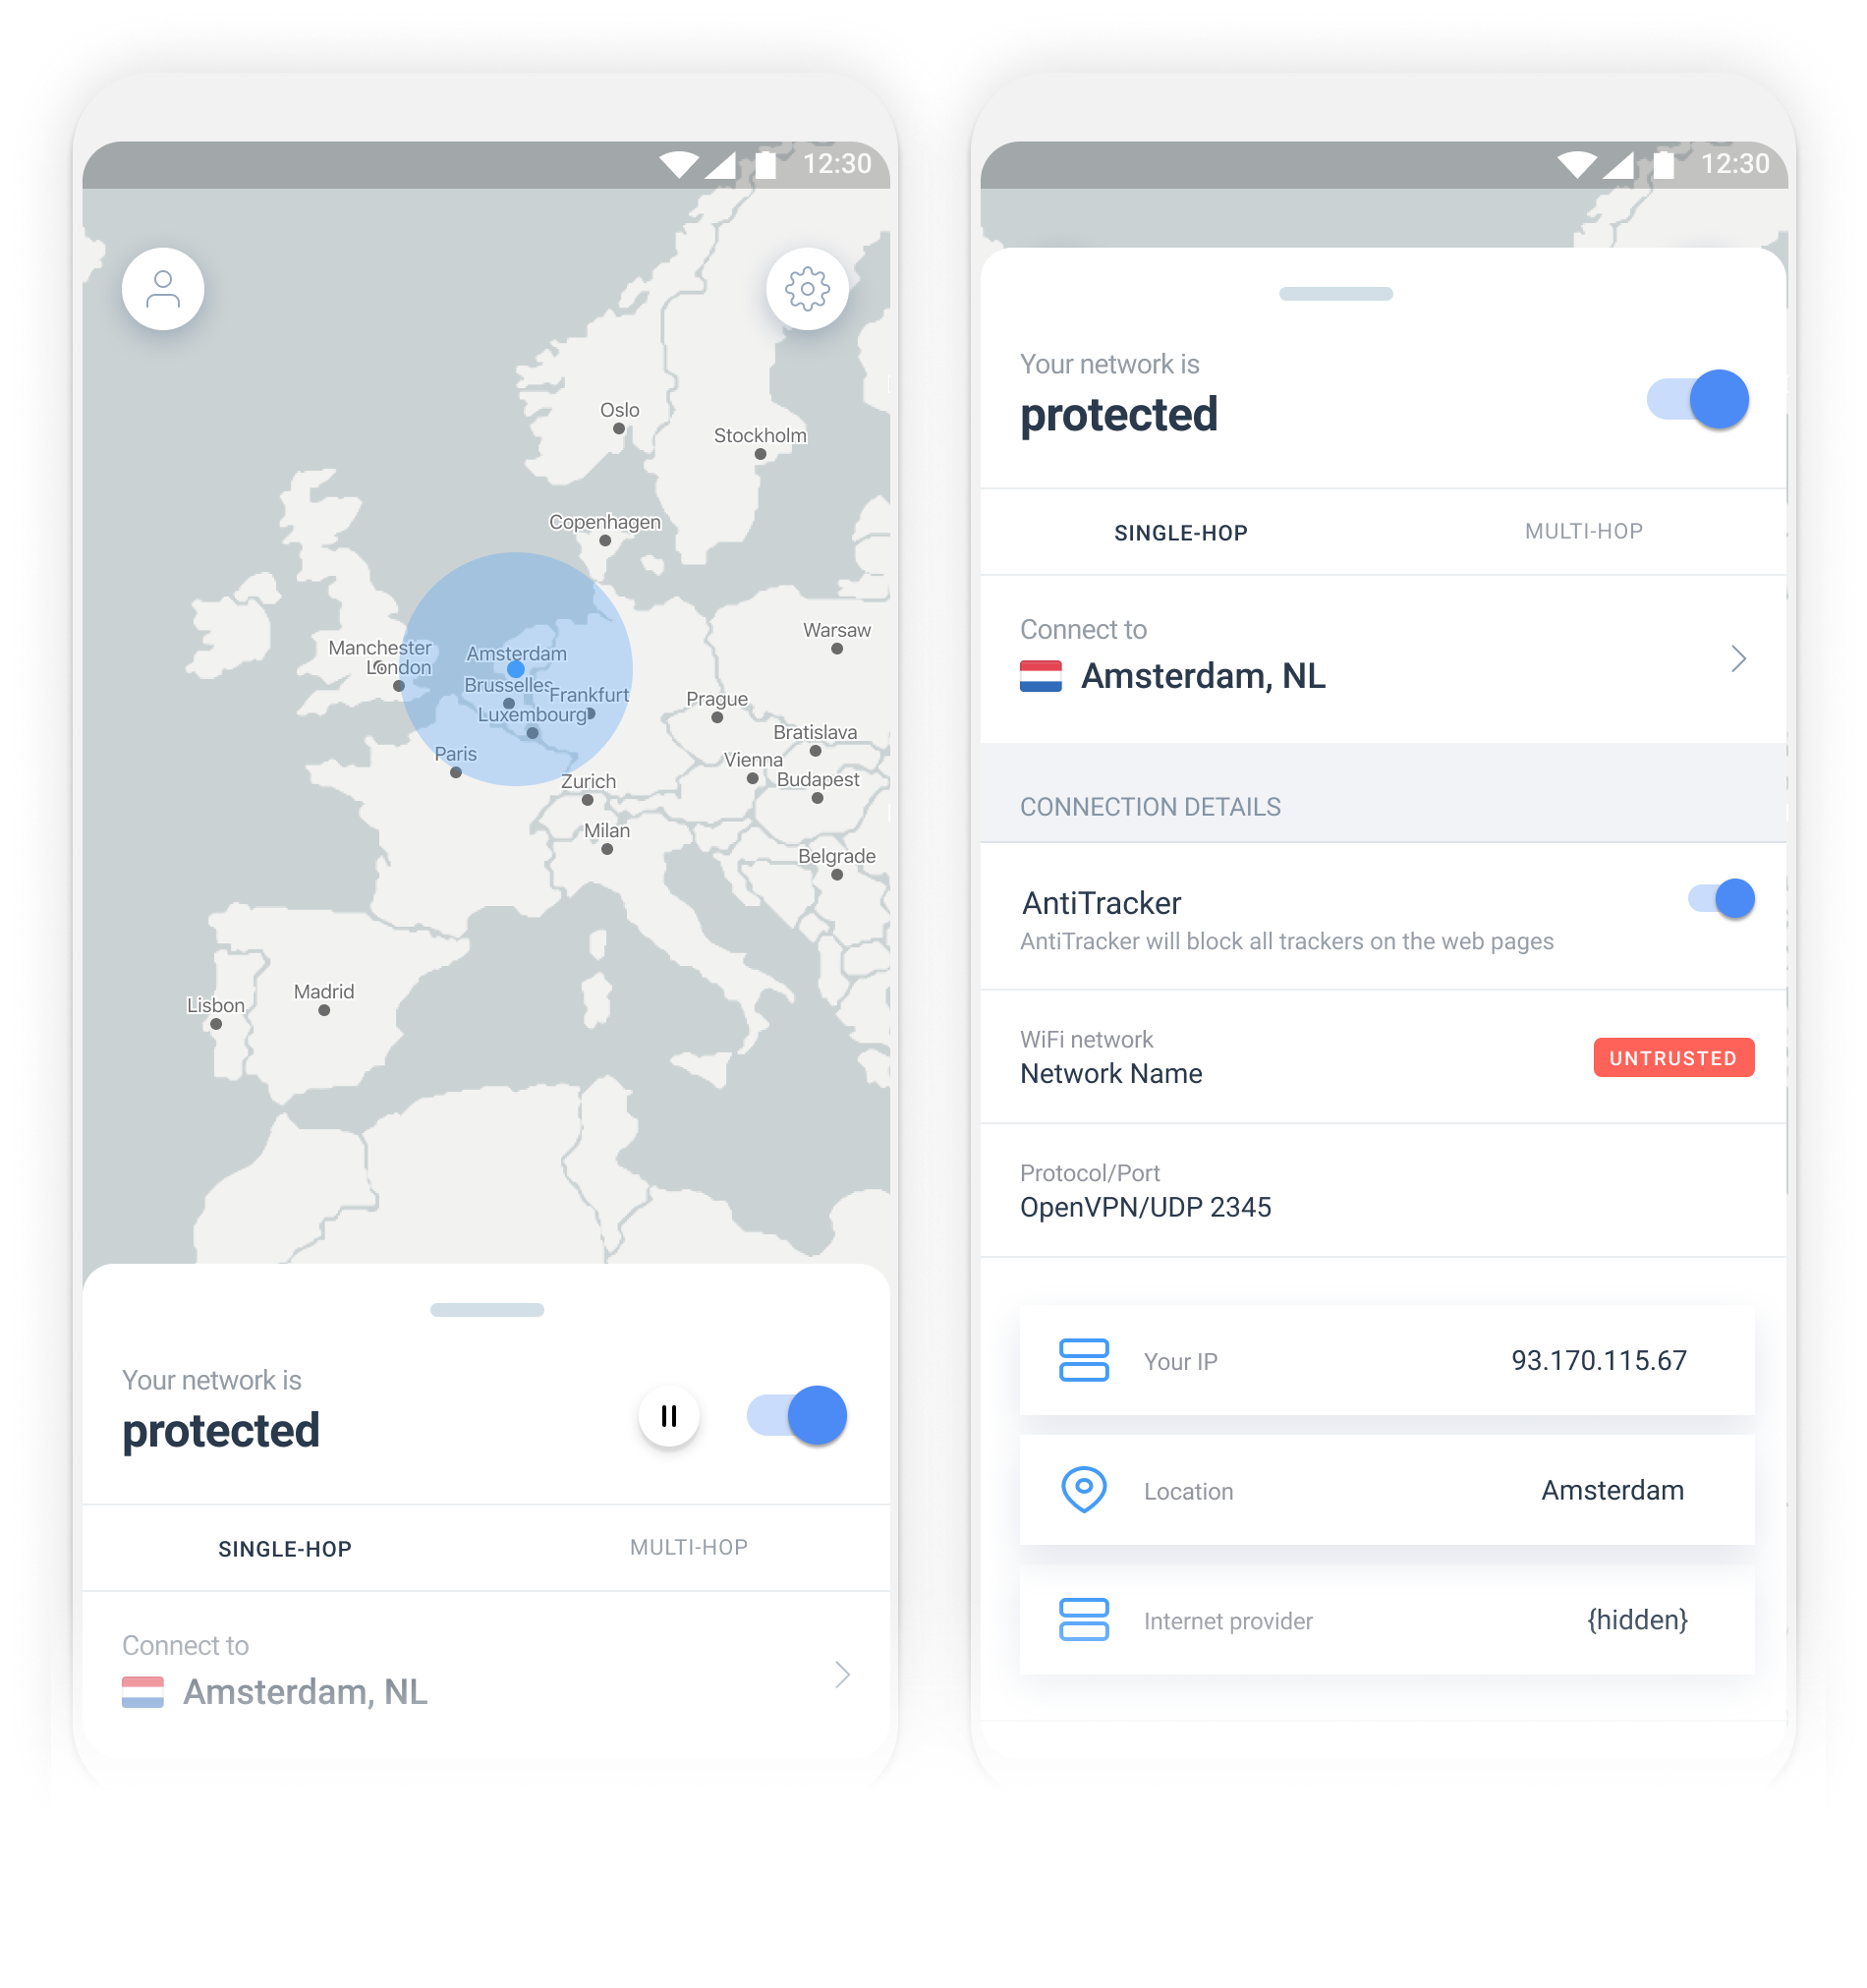 12:30
Oslo
Stockholm
Copenhagen
Warsaw
Manchester
London
Amsterdam
Brusselles
Frankfurt
Luxembourg
Prague
Bratislava
Paris
Vienna
Zurich
Budapest
Milan
Belgrade
Madrid
Lisbon
Your network is
protected
SINGLE-HOP
MULTI-HOP
Connect to
Amsterdam, NL
12:30
Your network is
protected
SINGLE-HOP
MULTI-HOP
Connect to
Amsterdam, NL
CONNECTION DETAILS
AntiTracker
AntiTracker will block all trackers on the web pages
WiFi network
Network Name
UNTRUSTED
Protocol/Port
OpenVPN/UDP 2345
Your IP
93.170.115.67
Location
Amsterdam
Internet provider
{hidden}